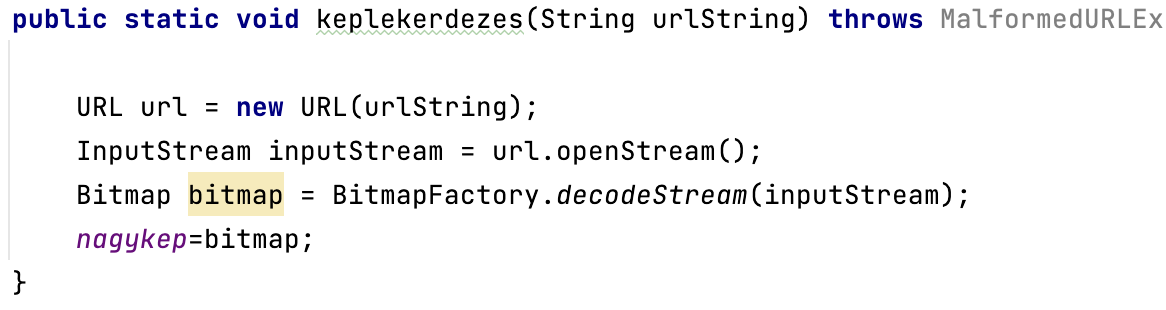 public static void keplekerdezes(String urlString) throws MalformedURLEx
URL url = new URL(urlString);
InputStream inputStream = url.openStream();
Bitmap bitmap = BitmapFactory.decodeStream(inputStream);
nagykep=bitmap;
}